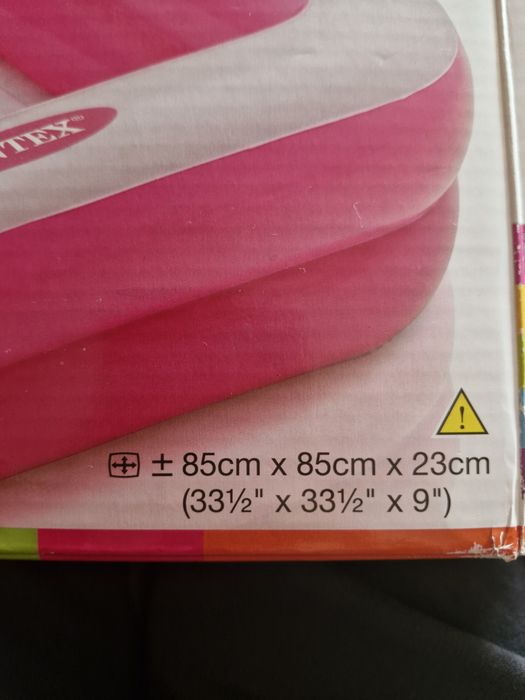 NTEX®
± 85cm x 85cm x 23cm
(33½" x 33½" x 9")